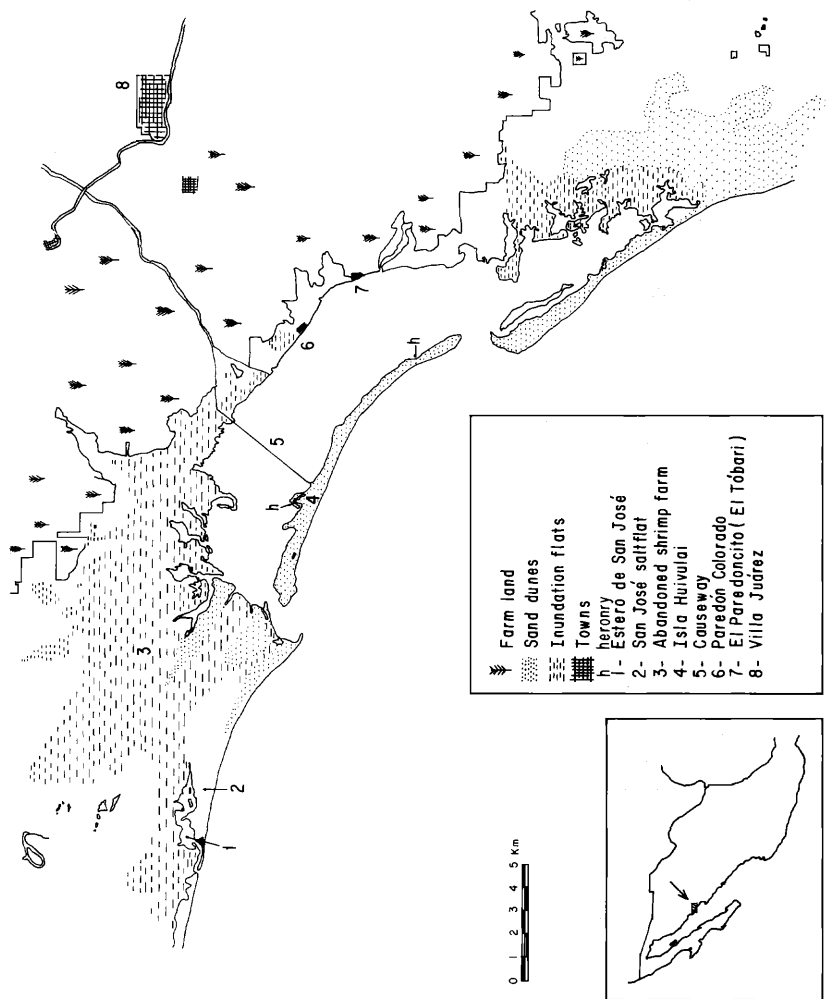 8
3
7
6
h
5
4
h
2
1
Farm land
Sand dunes
Inundation flats
Towns
h heronry
1- Esteró de San José
2- San José saltflat
3- Abandoned shrimp farm
4- Isla Huivulai
5- Causeway
6- Paredón Colorado
7- El Paredoncito ( El Tóbari )
8- Villa Juárez
0 1 2 3 4 5 Km